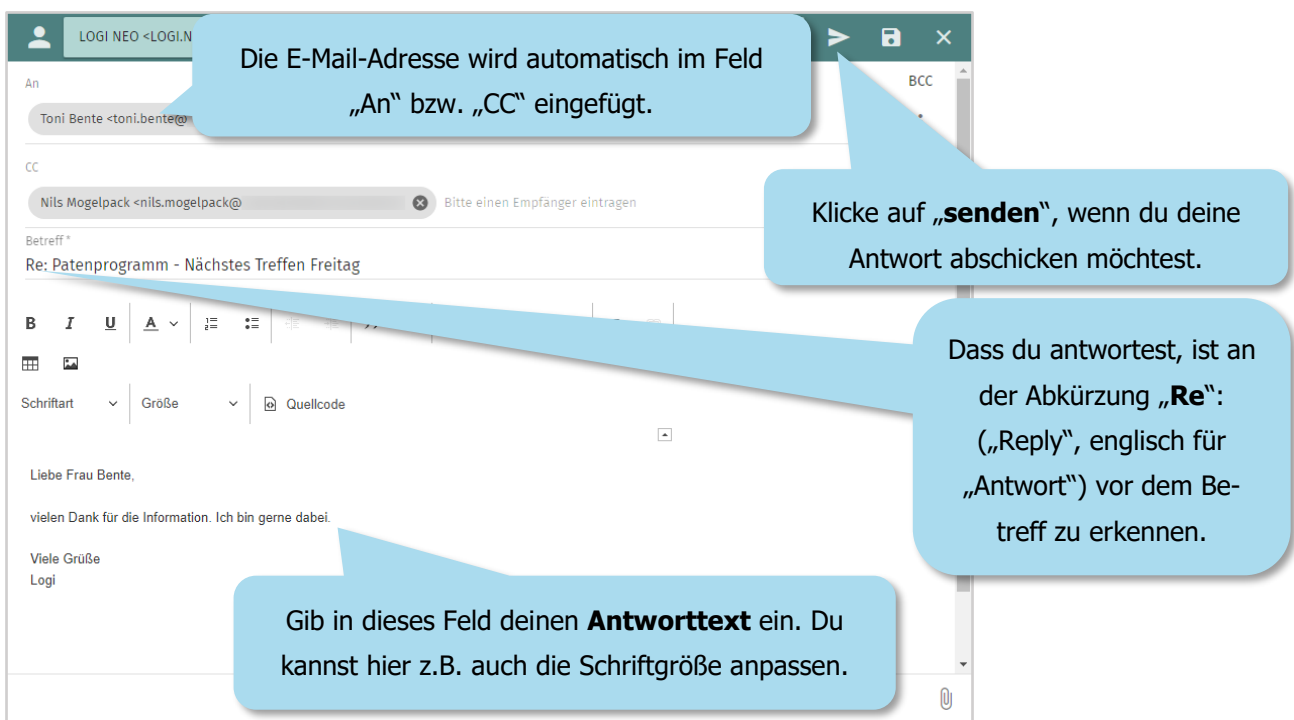 LOGI NEO <LOGI.N
Die E-Mail-Adresse wird automatisch im Feld
„An“ bzw. „CC“ eingefügt.
An
BCC
Toni Bente <toni.bente@
CC
Nils Mogelpack <nils.mogelpack@
Bitte einen Empfänger eintragen
Klicke auf „senden“, wenn du deine
Antwort abschicken möchtest.
Betreff *
Re: Patenprogramm - Nächstes Treffen Freitag
B I U A
Schriftart Größe Quellcode
Dass du antwortest, ist an
der Abkürzung „Re“:
(„Reply“, englisch für
„Antwort“) vor dem Be-
treff zu erkennen.
Liebe Frau Bente,
vielen Dank für die Information. Ich bin gerne dabei.
Viele Grüße
Logi
Gib in dieses Feld deinen Antworttext ein. Du
kannst hier z.B. auch die Schriftgröße anpassen.